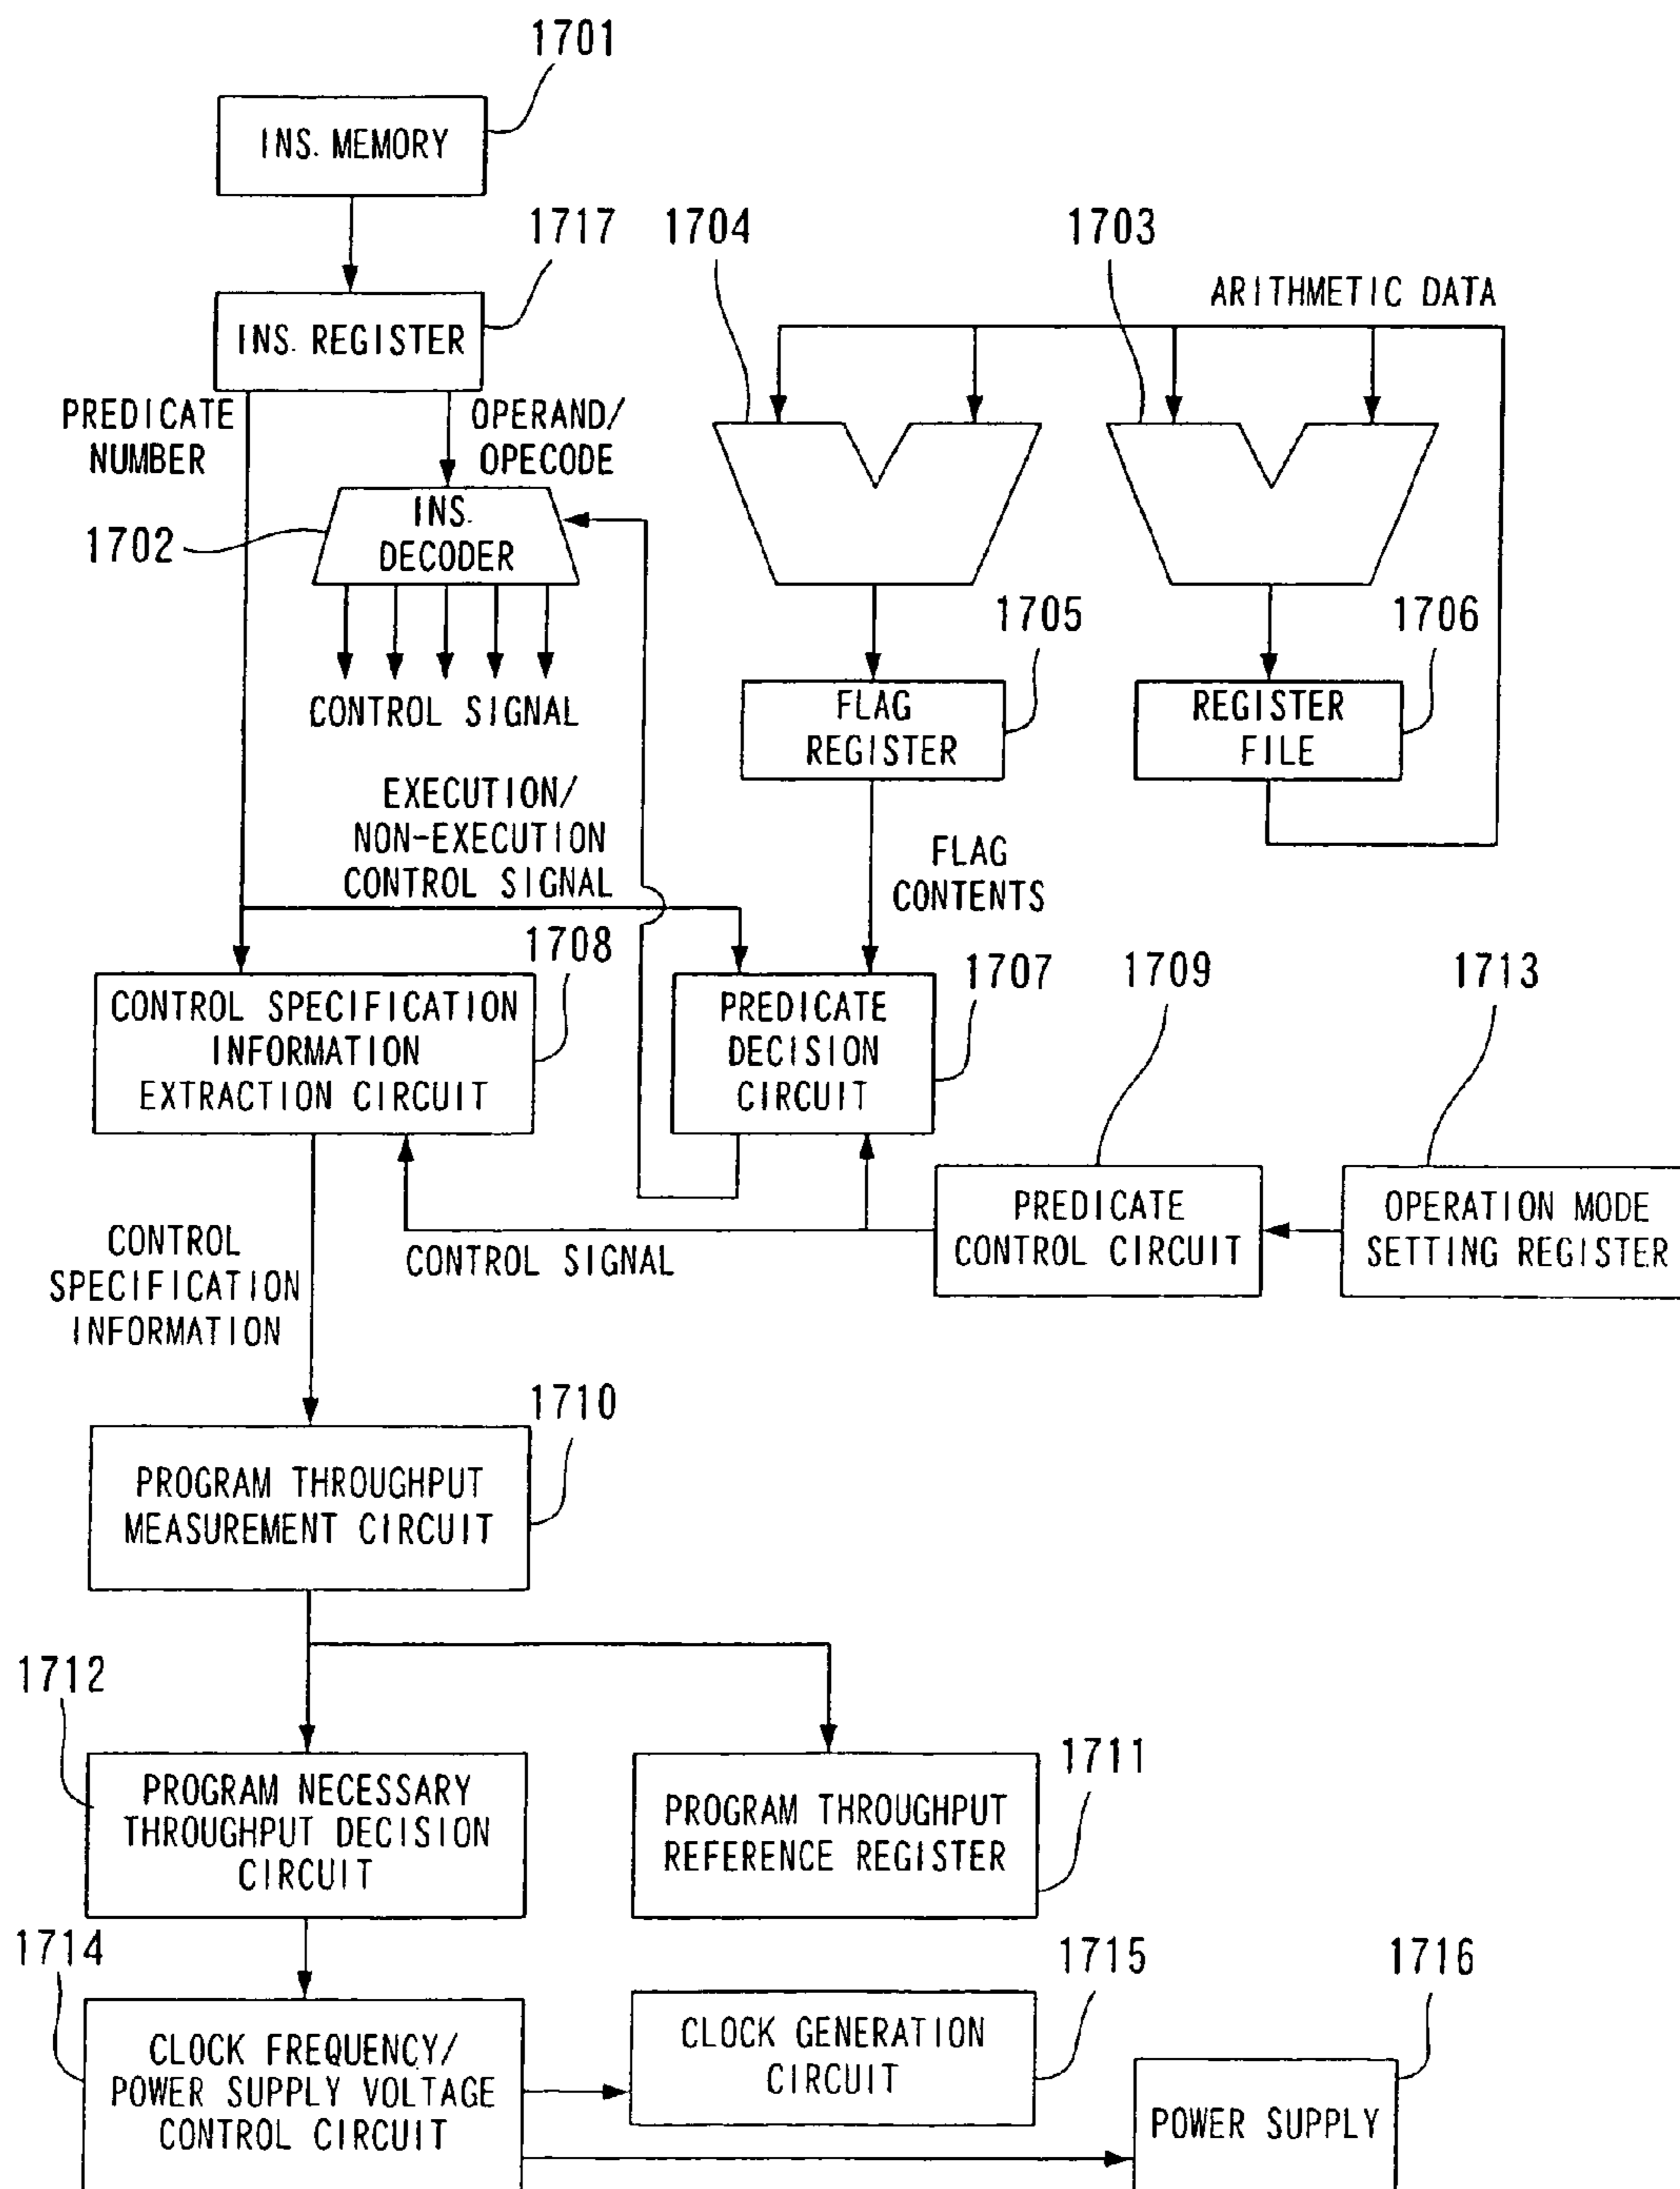 1701
INS. MEMORY
1717
1704
1703
ARITHMETIC DATA
INS. REGISTER
PREDICATE
NUMBER
OPERAND/
OPECODE
INS.
DECODER
1702
1705
1706
CONTROL SIGNAL
FLAG
REGISTER
REGISTER
FILE
EXECUTION/
NON-EXECUTION
CONTROL SIGNAL
FLAG
CONTENTS
1708
1707
1709
1713
CONTROL SPECIFICATION
INFORMATION
EXTRACTION CIRCUIT
PREDICATE
DECISION
CIRCUIT
PREDICATE
CONTROL CIRCUIT
OPERATION MODE
SETTING REGISTER
CONTROL SIGNAL
CONTROL
SPECIFICATION
INFORMATION
1710
PROGRAM THROUGHPUT
MEASUREMENT CIRCUIT
1712
1711
PROGRAM NECESSARY
THROUGHPUT DECISION
CIRCUIT
PROGRAM THROUGHPUT
REFERENCE REGISTER
1714
1715
1716
CLOCK FREQUENCY/
POWER SUPPLY VOLTAGE
CONTROL CIRCUIT
CLOCK GENERATION
CIRCUIT
POWER SUPPLY